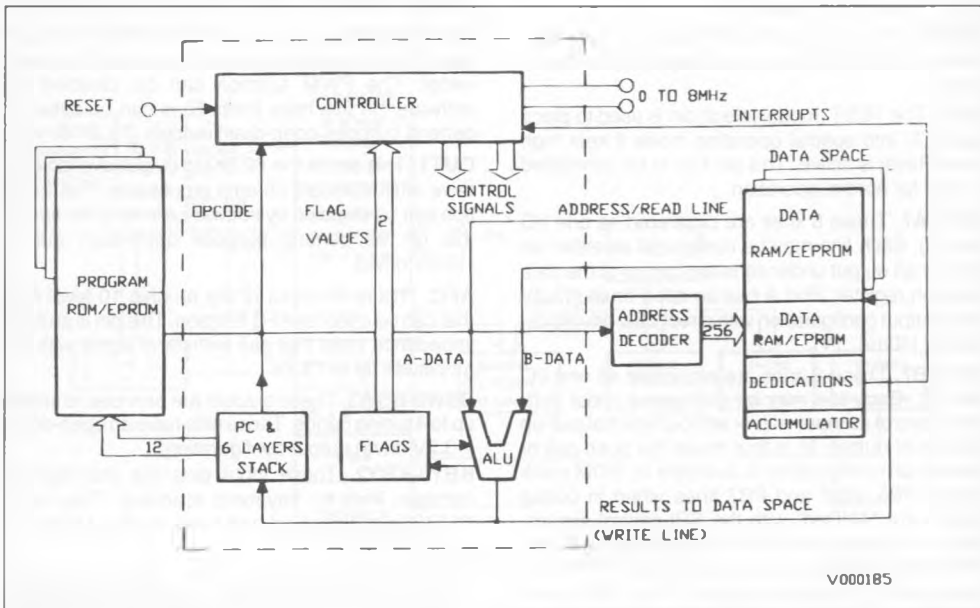 RESET
CONTROLLER
0 TO 8MHz
INTERRUPTS
OPCODE
FLAG
VALUES
2
CONTROL
SIGNALS
ADDRESS/READ LINE
DATA SPACE
PROGRAM
ROM/EPROM
DATA
RAM/EEPROM
ADDRESS
DECODER
256
DATA
RAM/EPROM
A-DATA
B-DATA
DEDICATIONS
ACCUMULATOR
12
PC &
6 LAYERS
STACK
FLAGS
ALU
RESULTS TO DATA SPACE
(WRITE LINE)
V000185